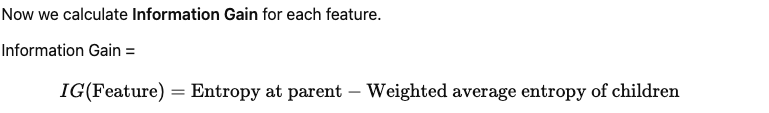 Now we calculate Information Gain for each feature.
Information Gain =
IG(Feature) = Entropy at parent − Weighted average entropy of children